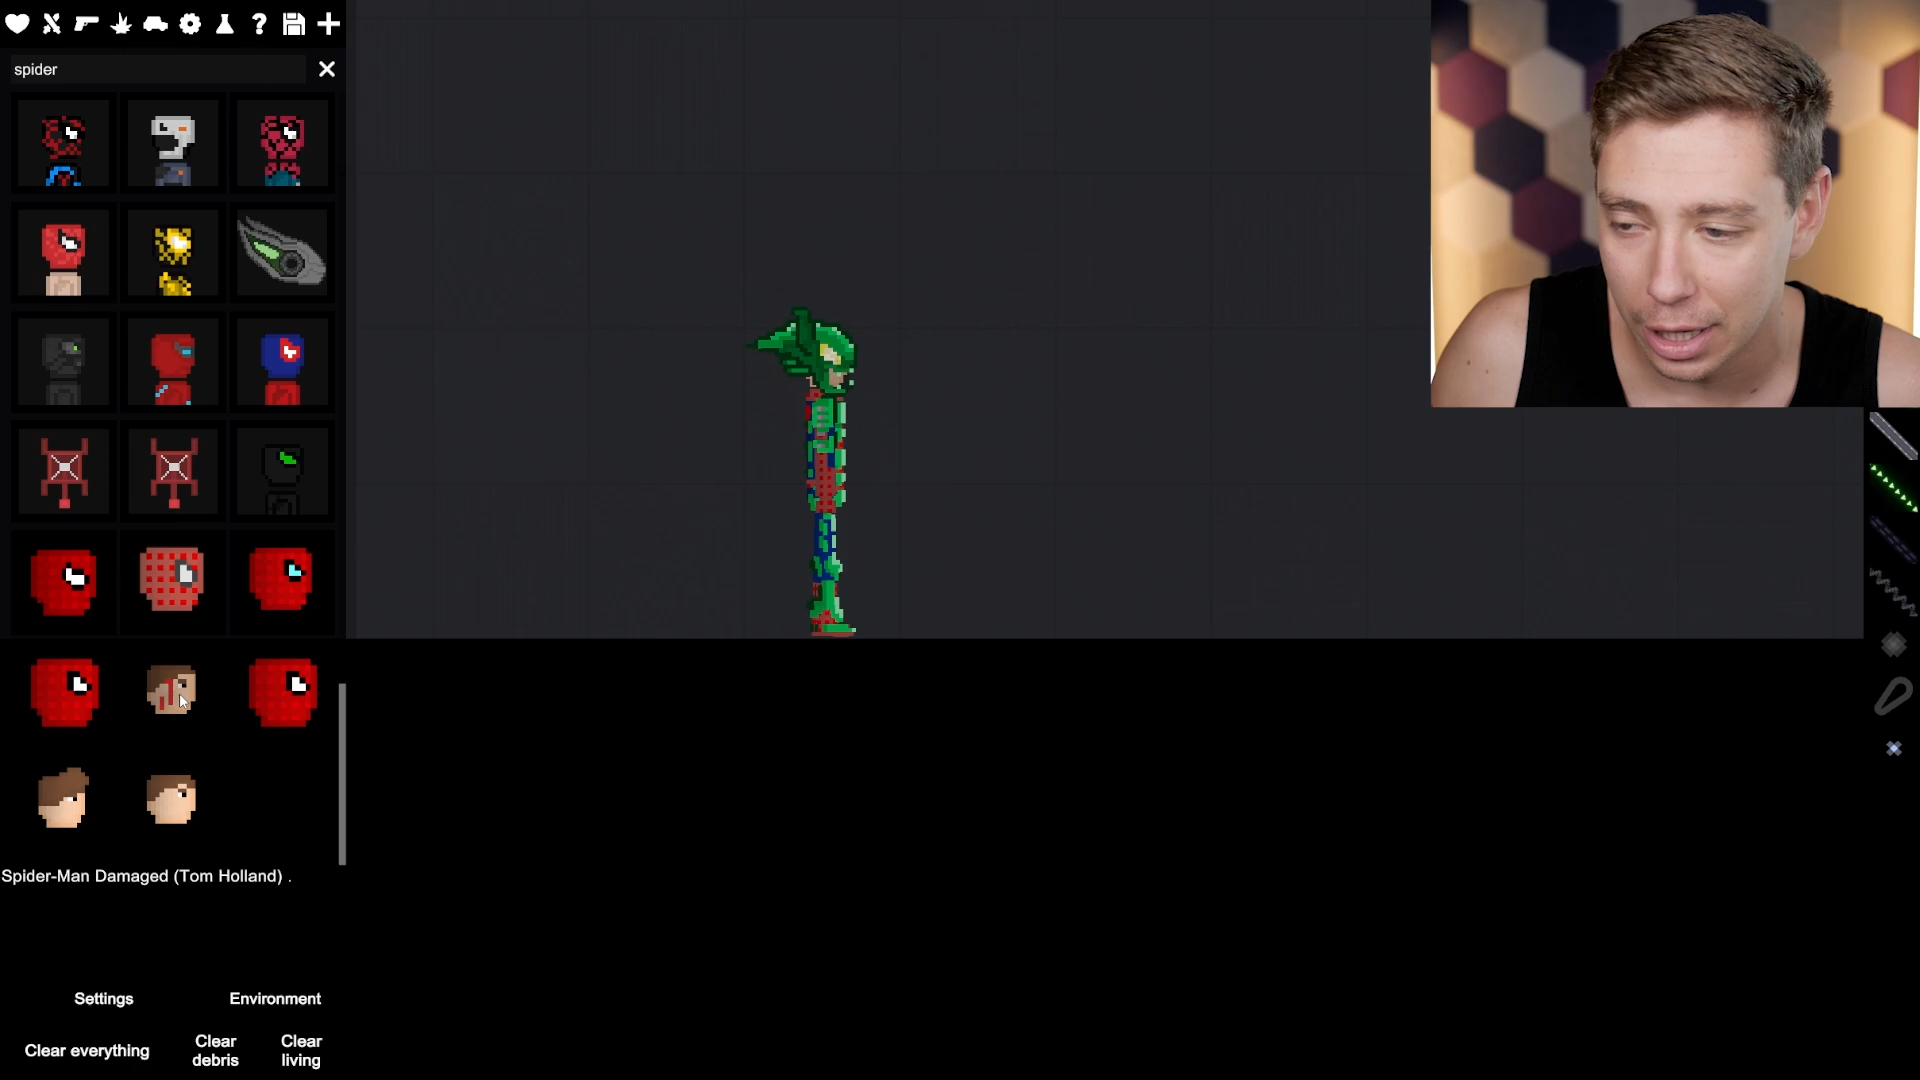 spider
Spider-Man Damaged (Tom Holland) .
Settings
Environment
Clear everything
Clear
debris
Clear
living